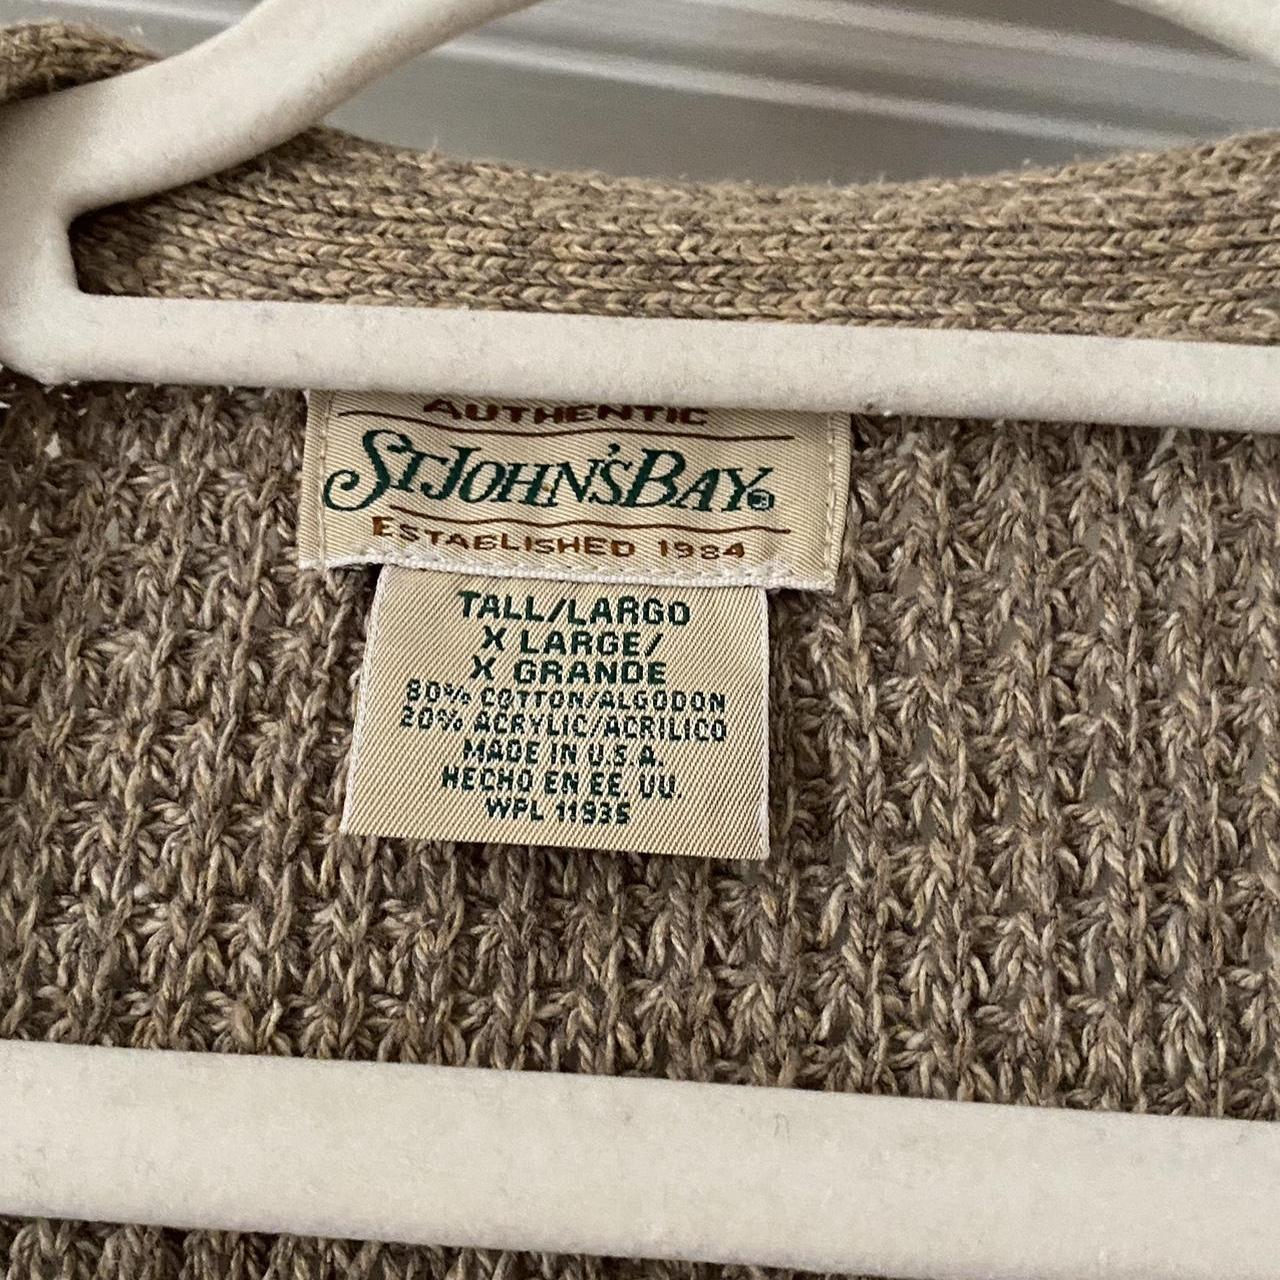 AUTHENTIC
ST. JOHN'S BAY®
ESTABLISHED 1984
TALL/LARGO
X LARGE/
X GRANDE
80% COTTON/ALGODON
20% ACRYLIC/ACRILICO
MADE IN U.S.A.
HECHO EN EE. UU.
WPL 11935